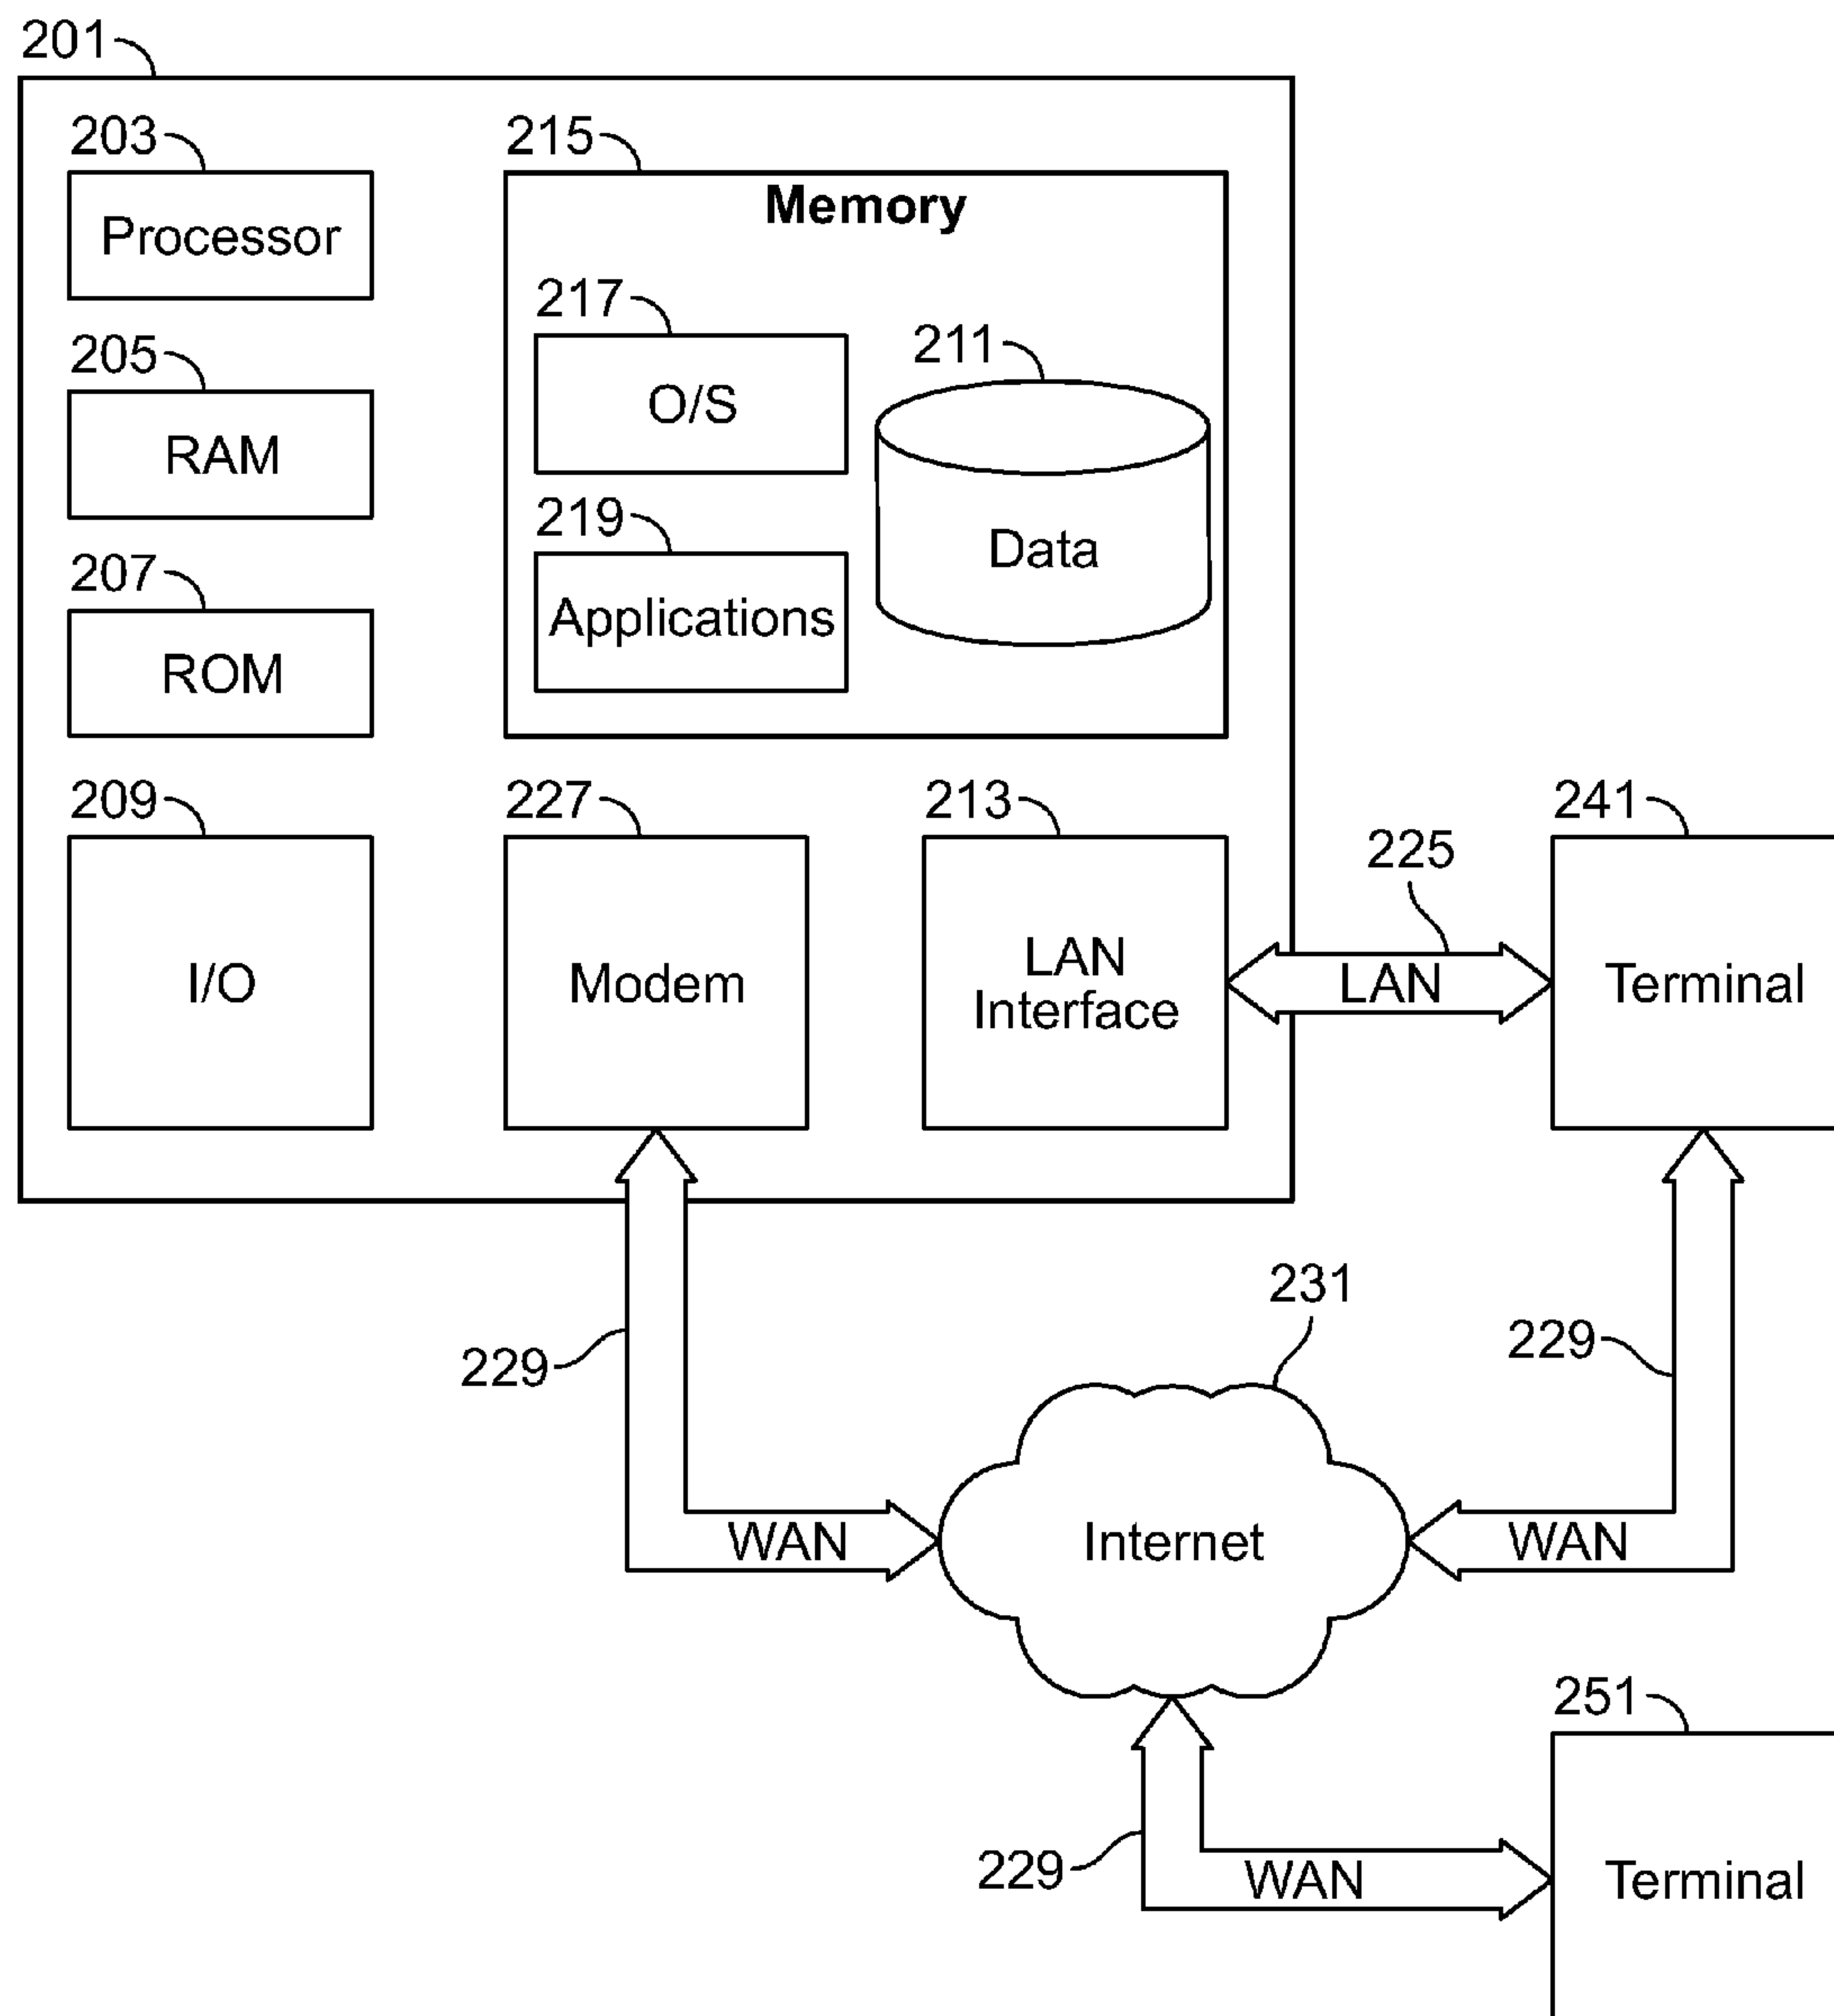 201
203
Processor
205
RAM
207
ROM
209
I/O
215
Memory
217
O/S
211
Data
219
Applications
227
Modem
213
LAN
Interface
225
LAN
241
Terminal
229
WAN
231
Internet
229
WAN
229
WAN
251
Terminal